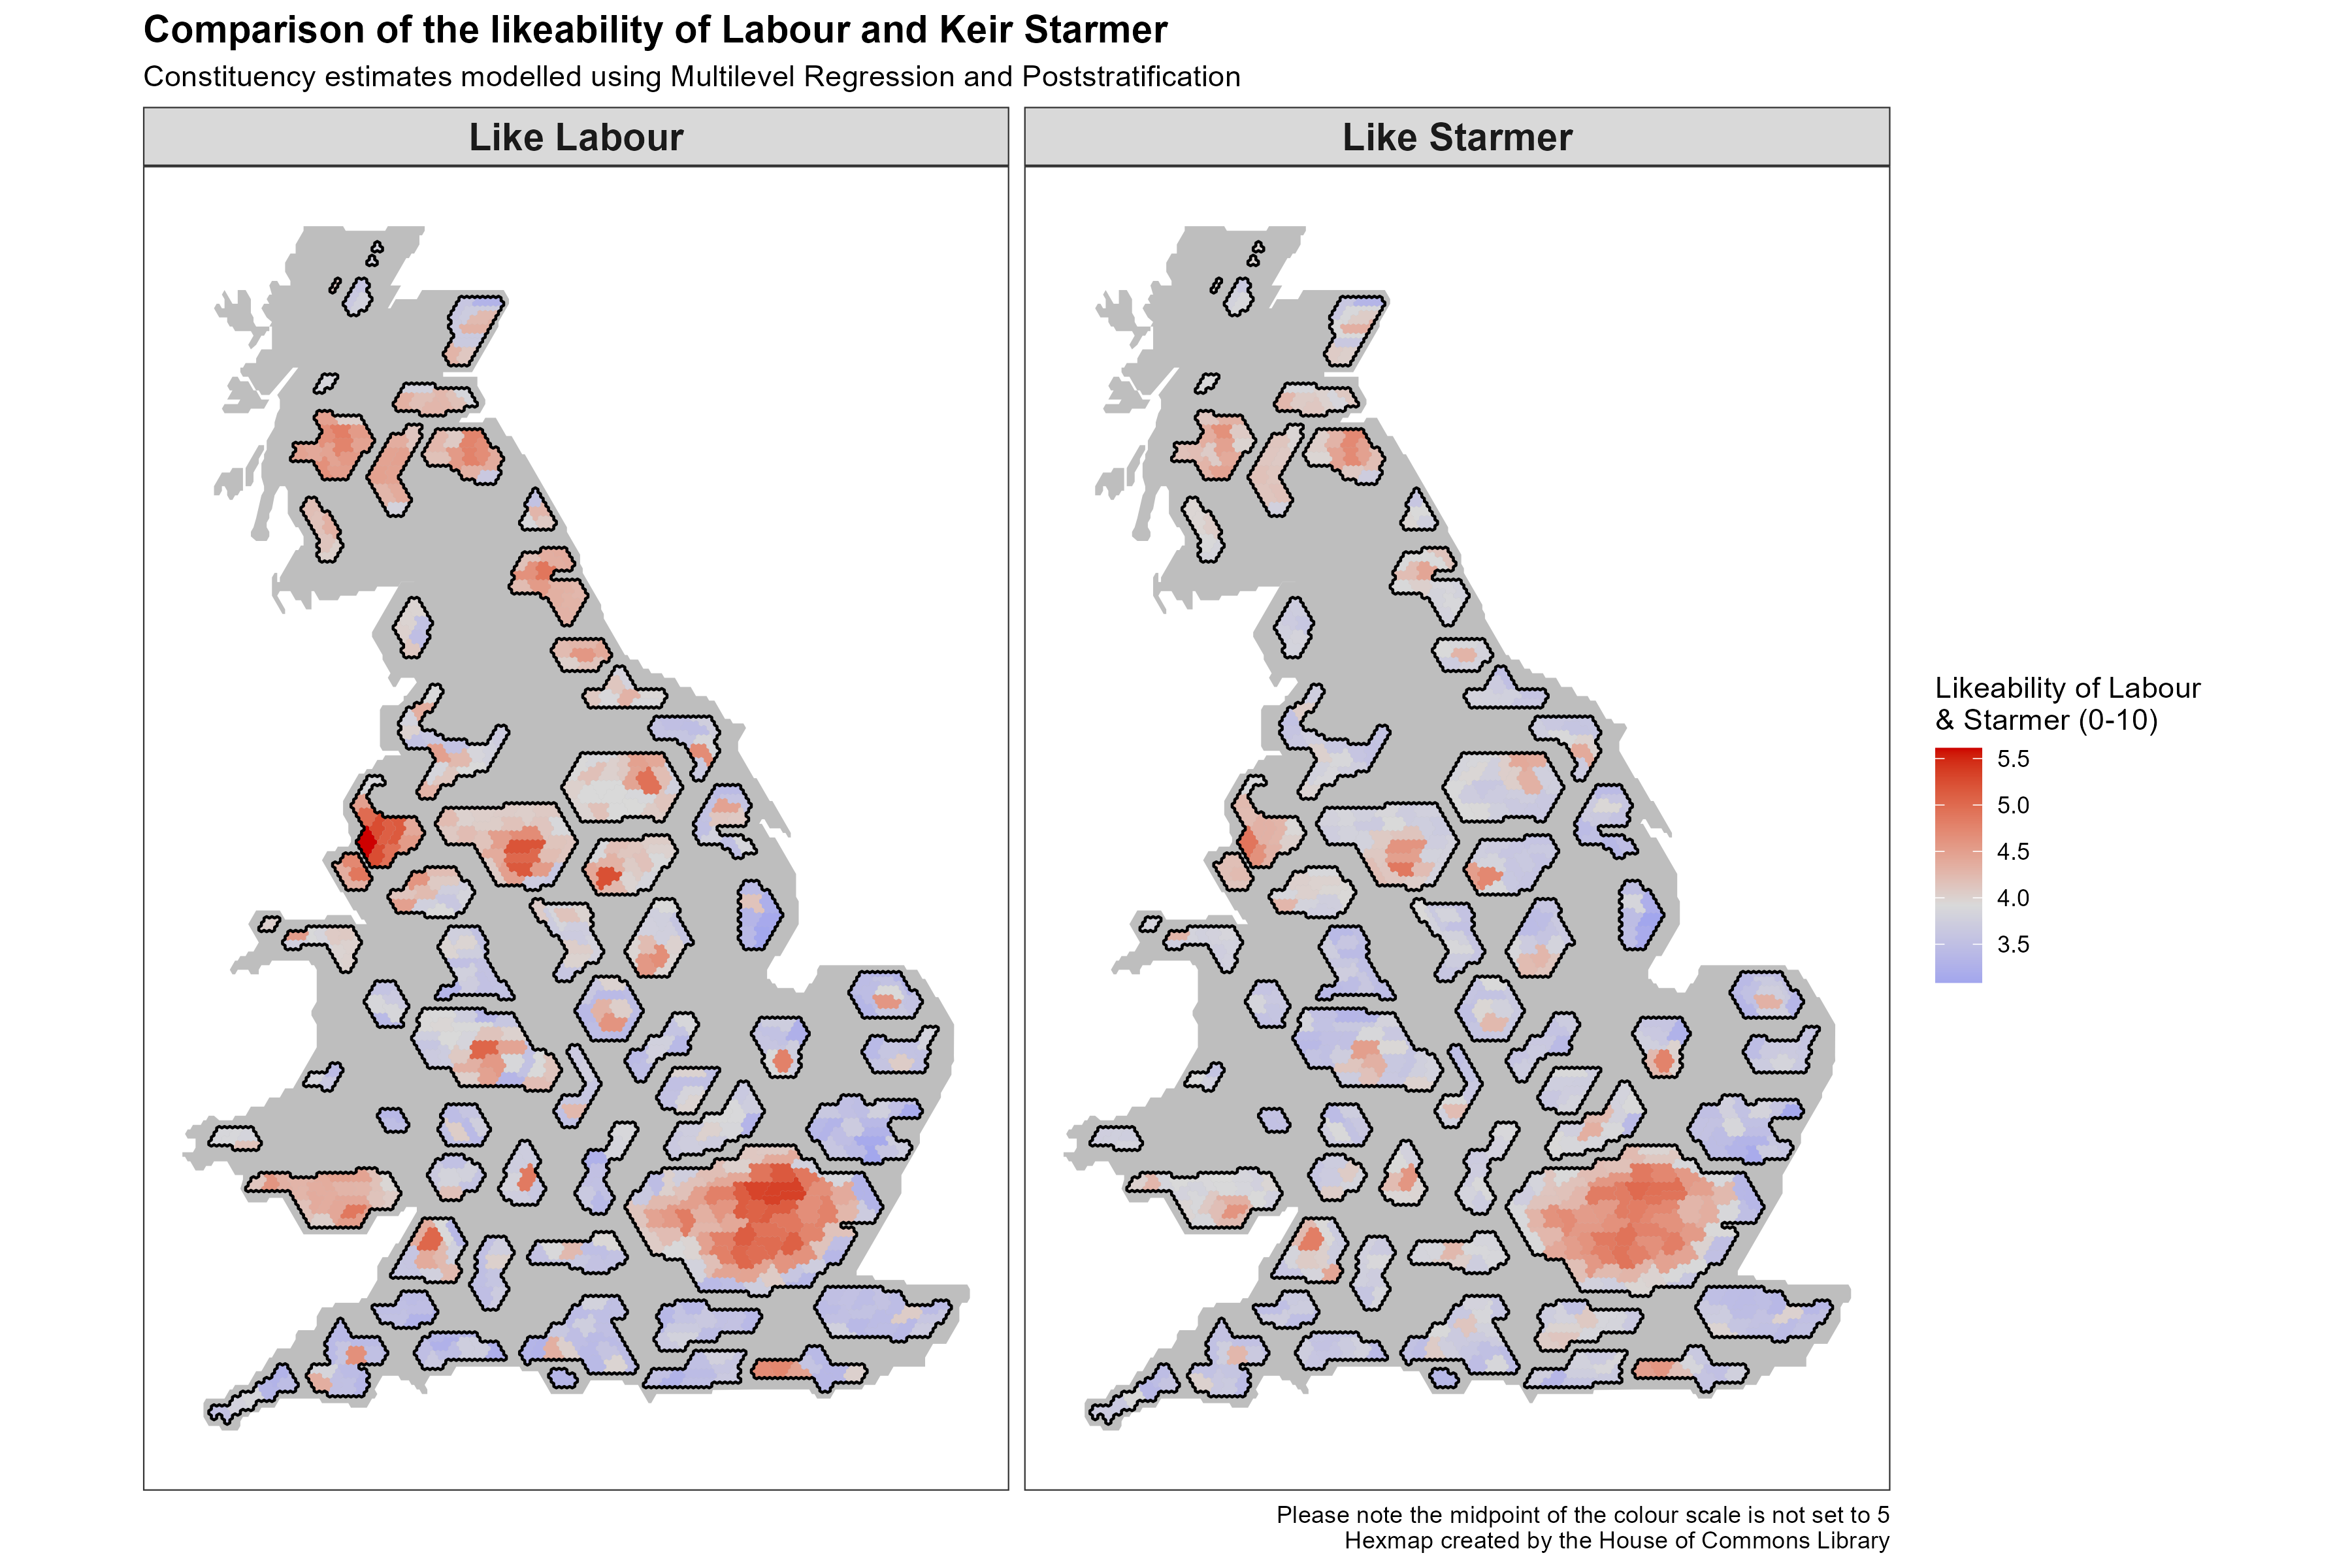 Comparison of the likeability of Labour and Keir Starmer
Constituency estimates modelled using Multilevel Regression and Poststratification
Like Labour
Like Starmer
Likeability of Labour
& Starmer (0-10)
5.5
5.0
4.5
4.0
3.5
Please note the midpoint of the colour scale is not set to 5
Hexmap created by the House of Commons Library